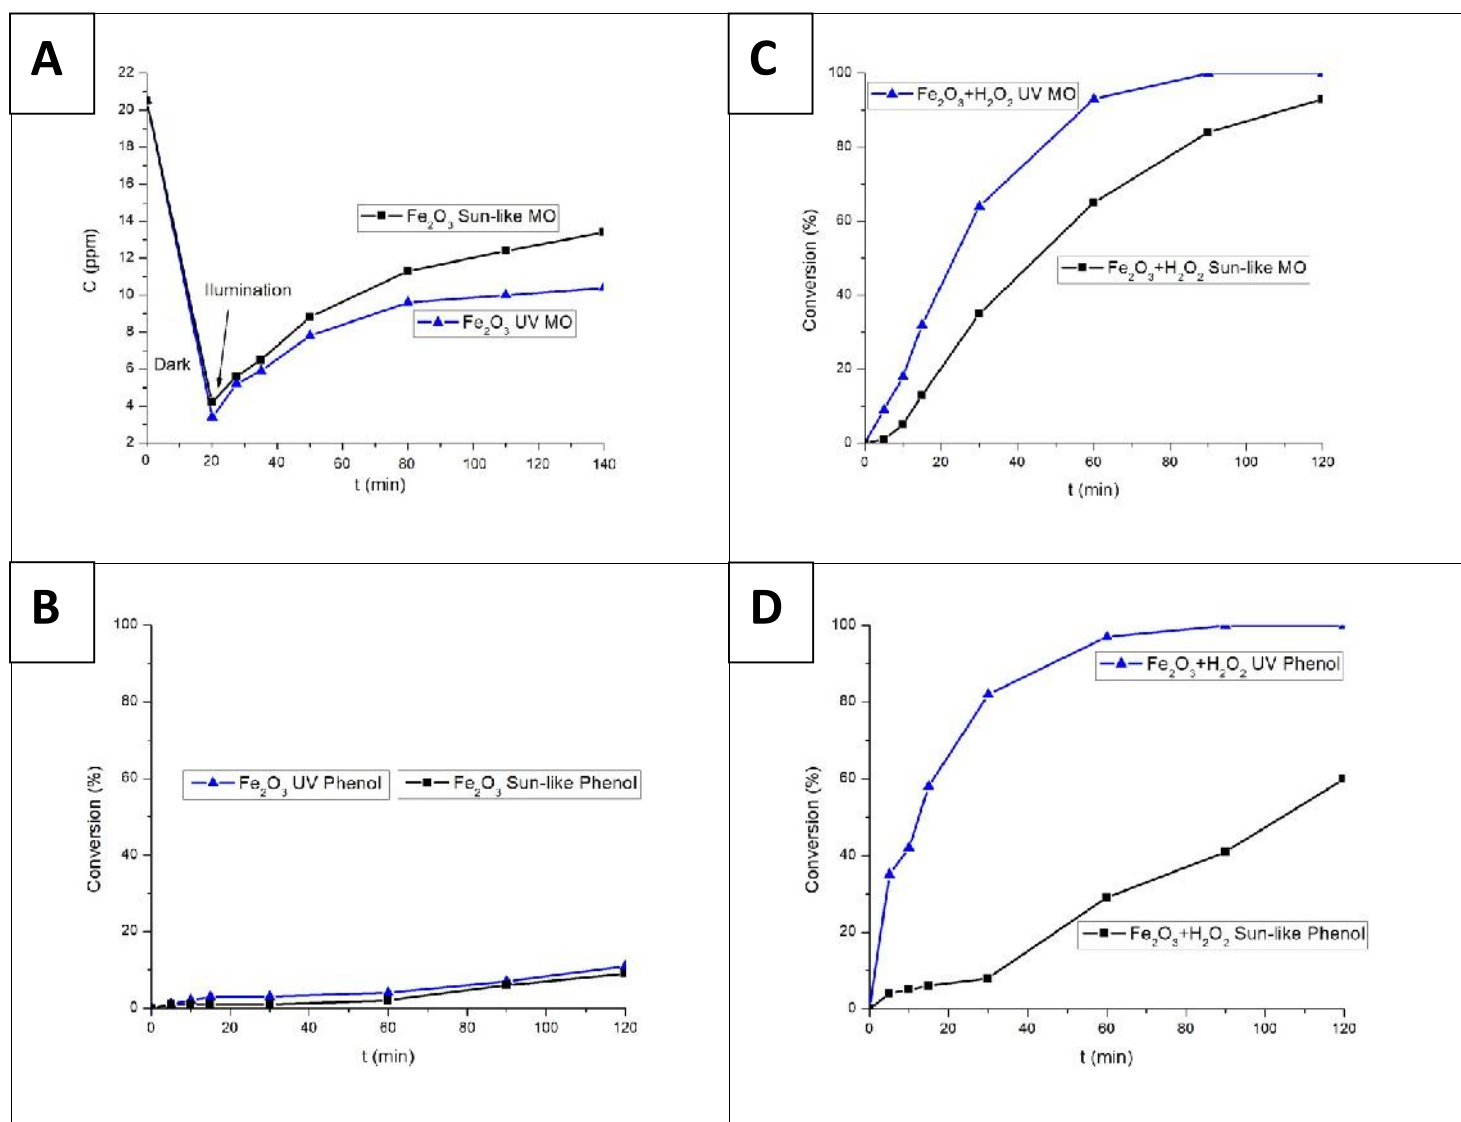 A
22
20
18
16
14
12
10
8
6
4
2
C (ppm)
Fe₂O₃ Sun-like MO
Ilumination
Fe₂O₃ UV MO
Dark
0 20 40 60 80 100 120 140
t (min)
C
100
80
60
40
20
0
Conversion (%)
Fe₂O₃+H₂O₂ UV MO
Fe₂O₃+H₂O₂ Sun-like MO
0 20 40 60 80 100 120
t (min)
B
100
80
60
40
20
0
Conversion (%)
Fe₂O₃ UV Phenol
Fe₂O₃ Sun-like Phenol
0 20 40 60 80 100 120
t (min)
D
100
80
60
40
20
0
Conversion (%)
Fe₂O₃+H₂O₂ UV Phenol
Fe₂O₃+H₂O₂ Sun-like Phenol
0 20 40 60 80 100 120
t (min)